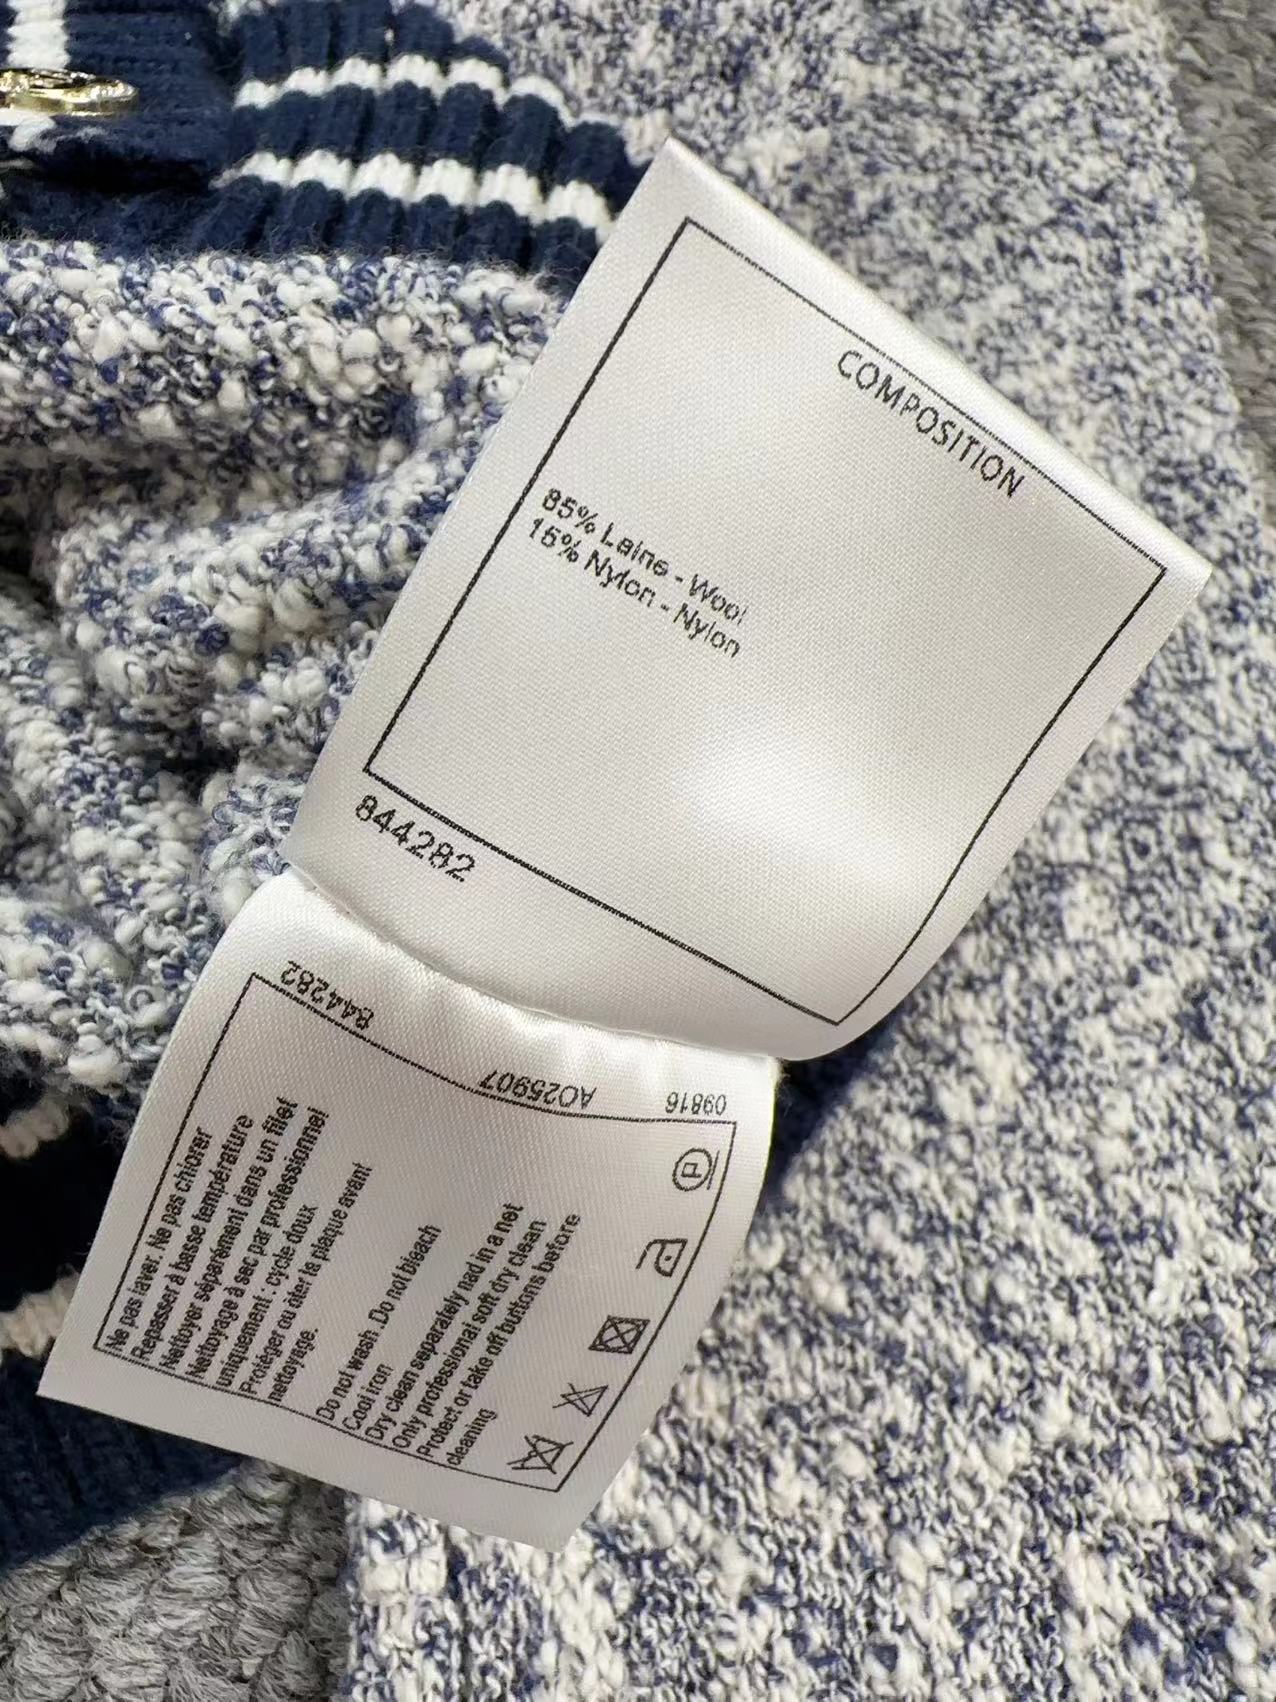 COMPOSITION
85% Laine - Wool
15% Nylon - Nylon
844282
844282
AO25907
09816
Ne pas laver. Ne pas chlorer
Repasser à basse température
Nettoyer séparément dans un filet
Nettoyage à sec par professionnel
uniquement : cycle doux
Protéger ou ôter la plaque avant
nettoyage.
Do not wash. Do not bleach
Cool iron
Dry clean separately nad in a net
Only professional soft dry clean
Protect or take off buttons before
cleaning
P